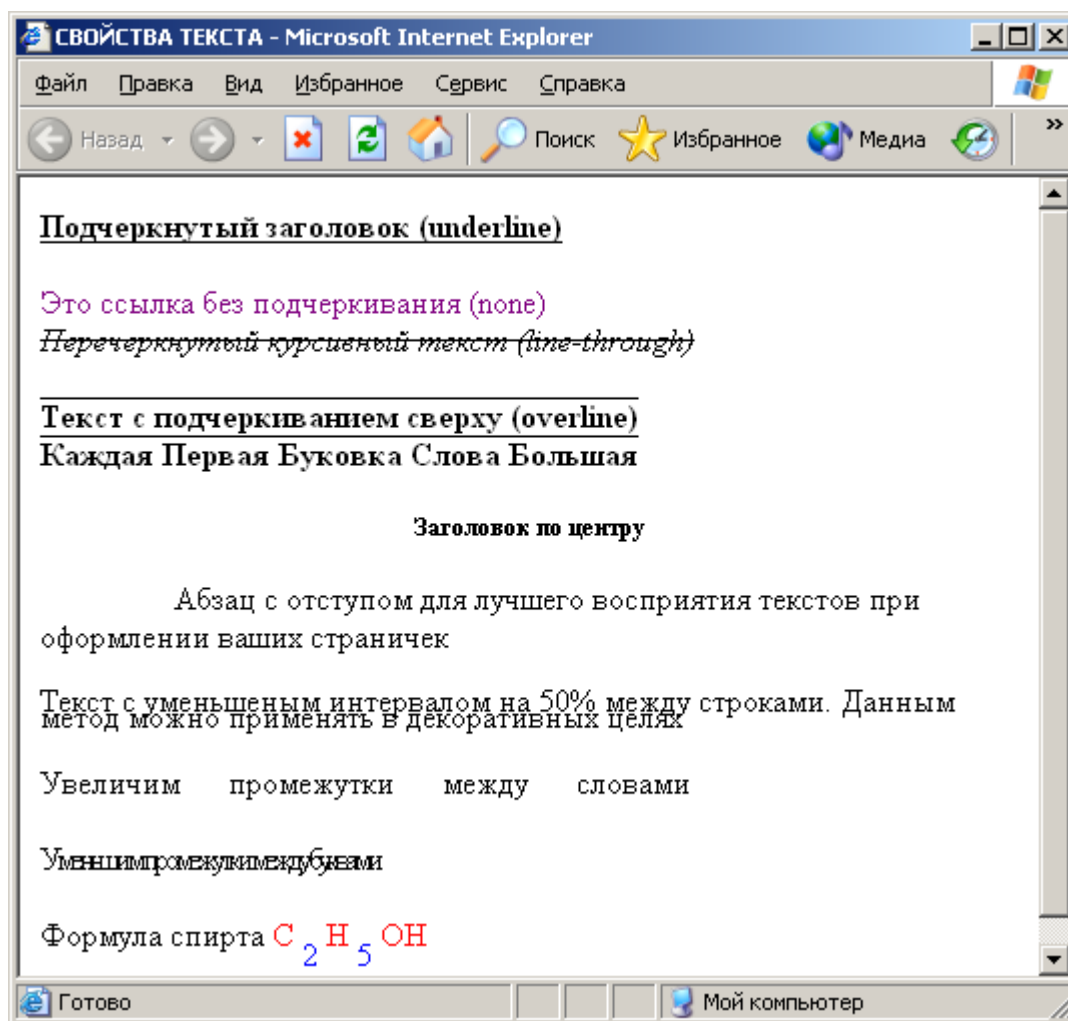 СВОЙСТВА ТЕКСТА - Microsoft Internet Explorer
Файл Правка Вид Избранное Сервис Справка
Назад Поиск Избранное Медиа »
Подчеркнутый заголовок (underline)
Это ссылка без подчеркивания (none)
Перечеркнутый курсивный текст (line-through)
Текст с подчеркиванием сверху (overline)
Каждая Первая Буковка Слова Большая
Заголовок по центру
Абзац с отступом для лучшего восприятия текстов при
оформлении ваших страничек
Текст с уменьшеным интервалом на 50% между строками. Данным
метод можно применять в декоративных целях
Увеличим промежутки между словами
Уменьшим промежутки между буквами
Формула спирта C 2 H 5 OH
Готово Мой компьютер